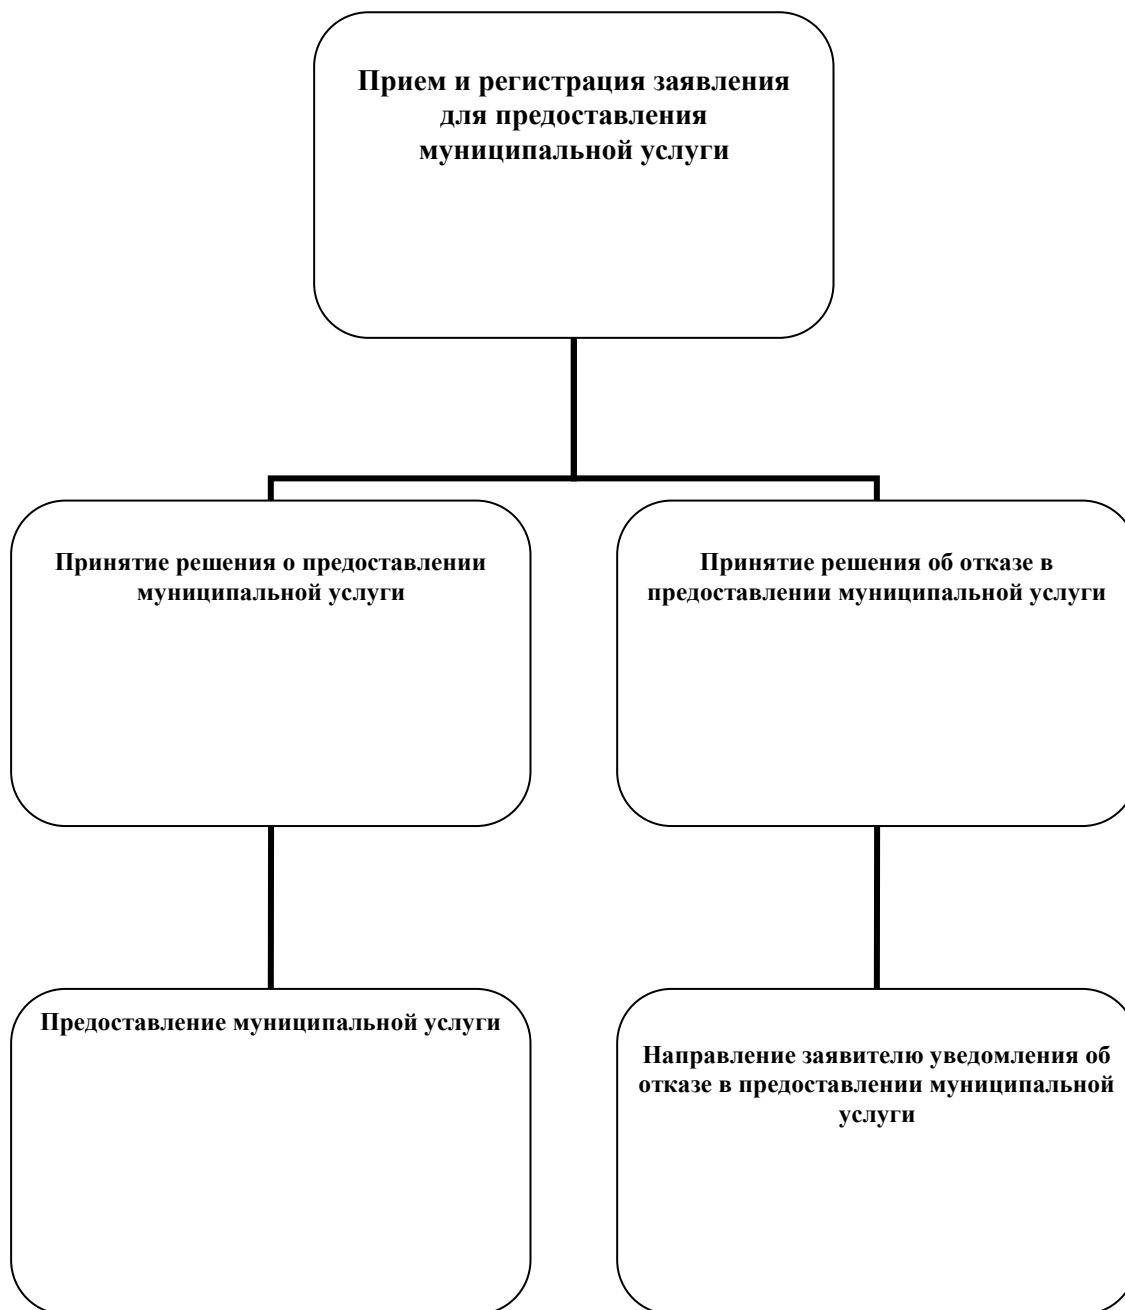 Прием и регистрация заявления
для предоставления
муниципальной услуги
Принятие решения о предоставлении
муниципальной услуги
Принятие решения об отказе в
предоставлении муниципальной услуги
Предоставление муниципальной услуги
Направление заявителю уведомления об
отказе в предоставлении муниципальной
услуги